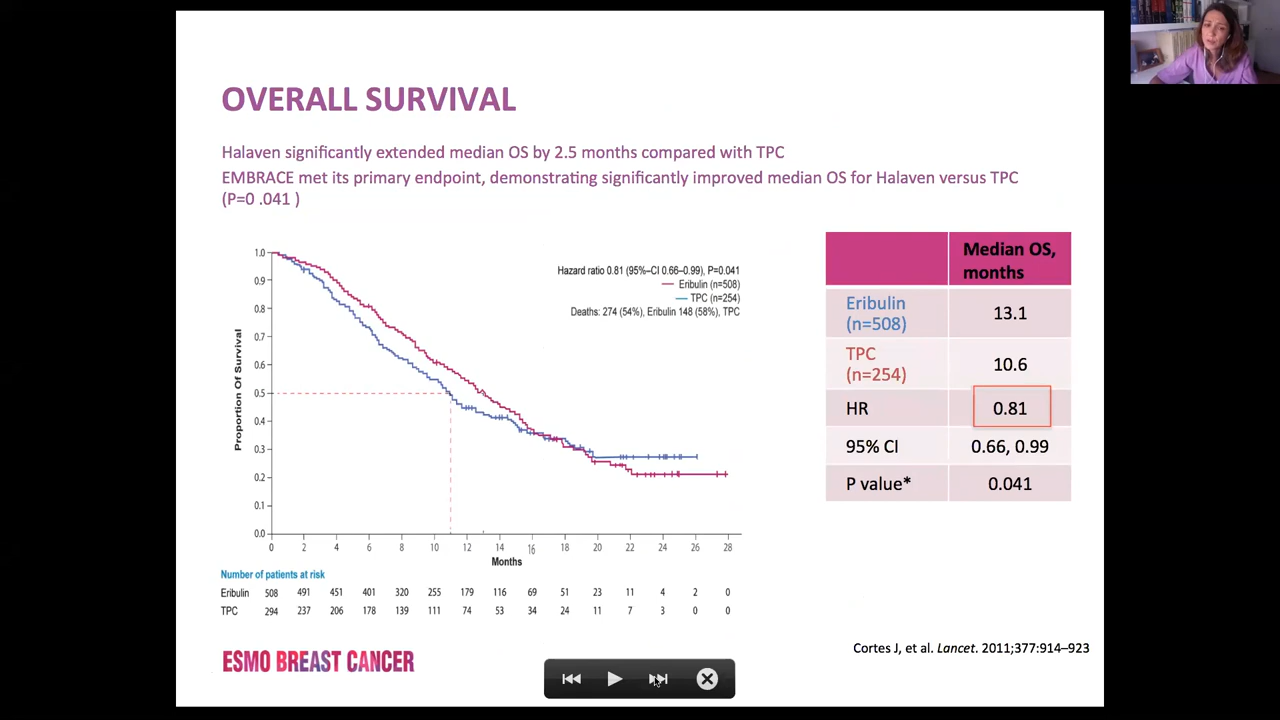 OVERALL SURVIVAL
Halaven significantly extended median OS by 2.5 months compared with TPC
EMBRACE met its primary endpoint, demonstrating significantly improved median OS for Halaven versus TPC
(P=0 .041 )
Hazard ratio 0.81 (95%–CI 0.66–0.99), P=0.041
Eribulin (n=508)
TPC (n=254)
Deaths: 274 (54%), Eribulin 148 (58%), TPC
Proportion Of Survival
1.0
0.9
0.8
0.7
0.6
0.5
0.4
0.3
0.2
0.1
0.0
0 2 4 6 8 10 12 14 16 18 20 22 24 26 28
Months
Number of patients at risk
Eribulin 508 491 451 401 320 255 179 116 69 51 23 11 4 2 0
TPC 294 237 206 178 139 111 74 53 34 24 11 7 3 0 0
Median OS,
months
Eribulin
(n=508)
13.1
TPC
(n=254)
10.6
HR 0.81
95% CI 0.66, 0.99
P value* 0.041
ESMO BREAST CANCER
Cortes J, et al. Lancet. 2011;377:914–923